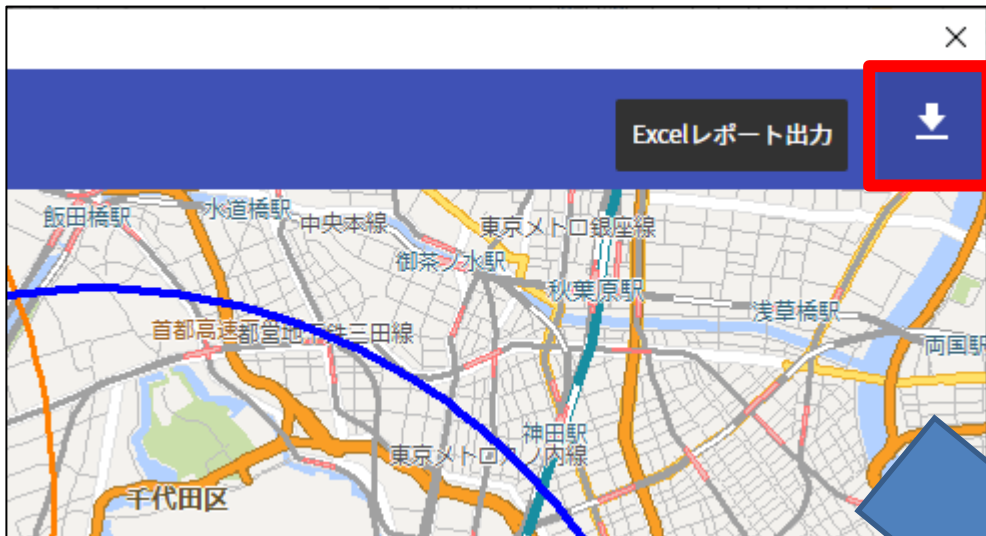 Excelレポート出力
飯田橋駅
水道橋駅
中央本線
東京メトロ銀座線
御茶ノ水駅
秋葉原駅
浅草橋駅
首都高速都営地下鉄三田線
両国駅
神田駅
東京メトロ丸ノ内線
千代田区